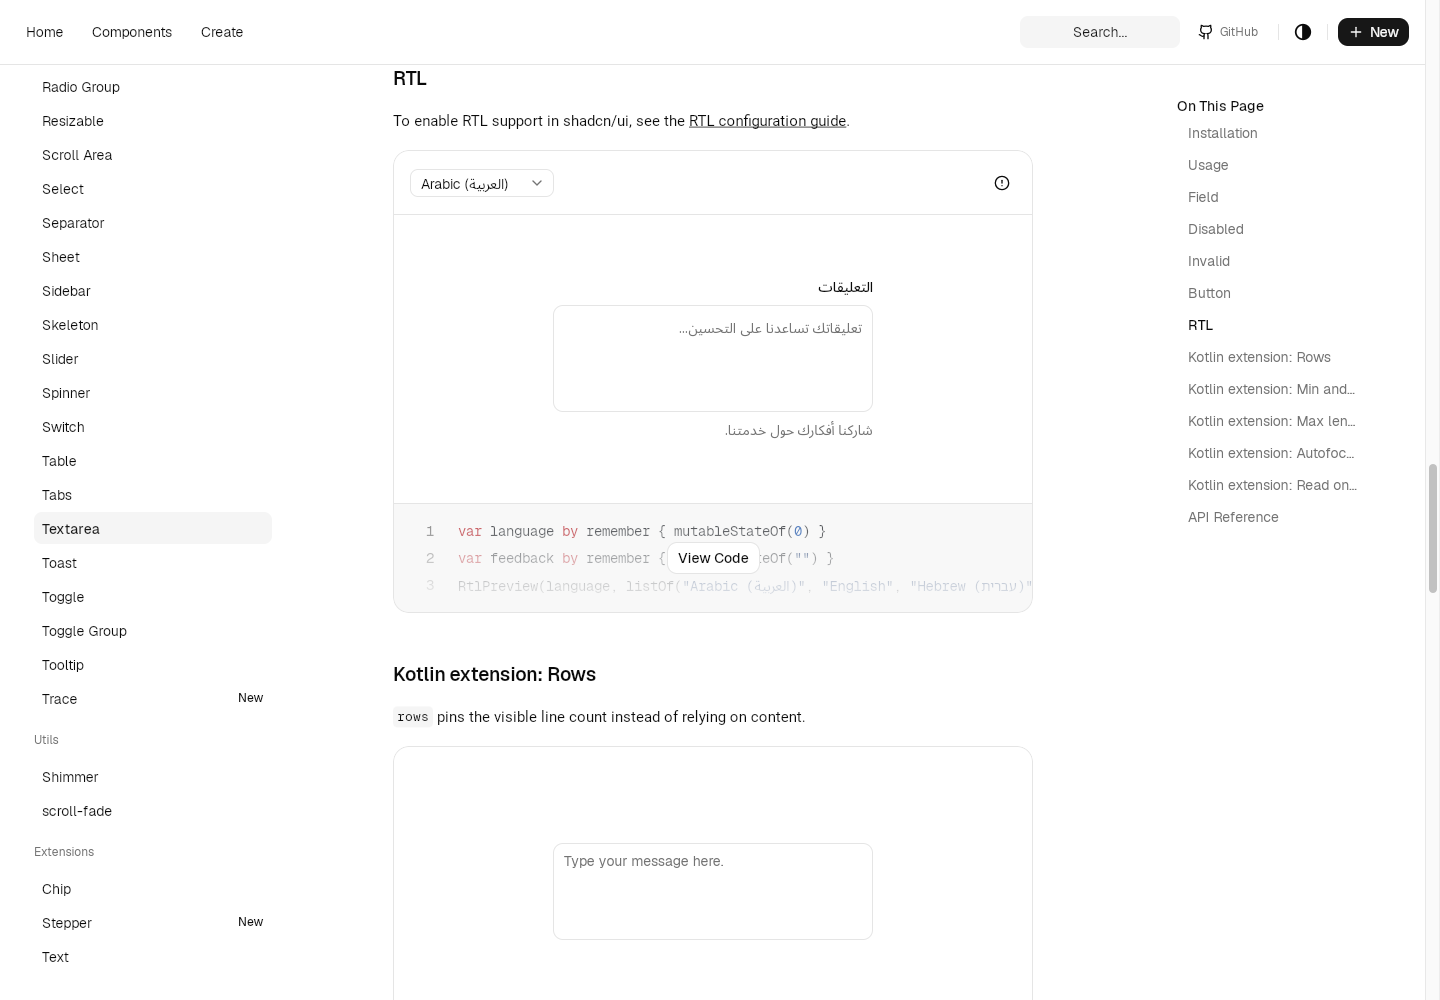 Home Components Create Search... GitHub New
Radio Group
Resizable
Scroll Area
Select
Separator
Sheet
Sidebar
Skeleton
Slider
Spinner
Switch
Table
Tabs
Textarea
Toast
Toggle
Toggle Group
Tooltip
Trace New
Utils
Shimmer
scroll-fade
Extensions
Chip
Stepper New
Text
RTL
To enable RTL support in shadcn/ui, see the RTL configuration guide.
Arabic (العربية)
التعليقات
تعليقاتك تساعدنا على التحسين...
شاركنا أفكارك حول خدمتنا.
1 var language by remember { mutableStateOf(0) }
2 var feedback by remember { teOf("") }
View Code
3 RtlPreview(language, listOf("Arabic (العربية)", "English", "Hebrew (עברית)"
Kotlin extension: Rows
rows pins the visible line count instead of relying on content.
Type your message here.
On This Page
Installation
Usage
Field
Disabled
Invalid
Button
RTL
Kotlin extension: Rows
Kotlin extension: Min and...
Kotlin extension: Max len...
Kotlin extension: Autofoc...
Kotlin extension: Read on...
API Reference